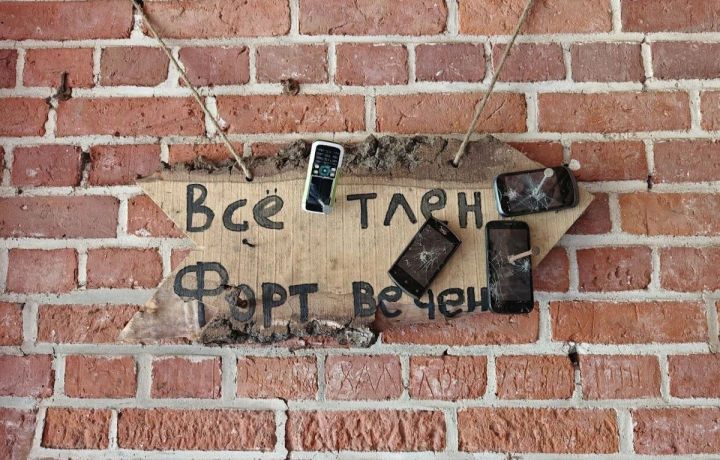 Всё тлен
Форт вечен